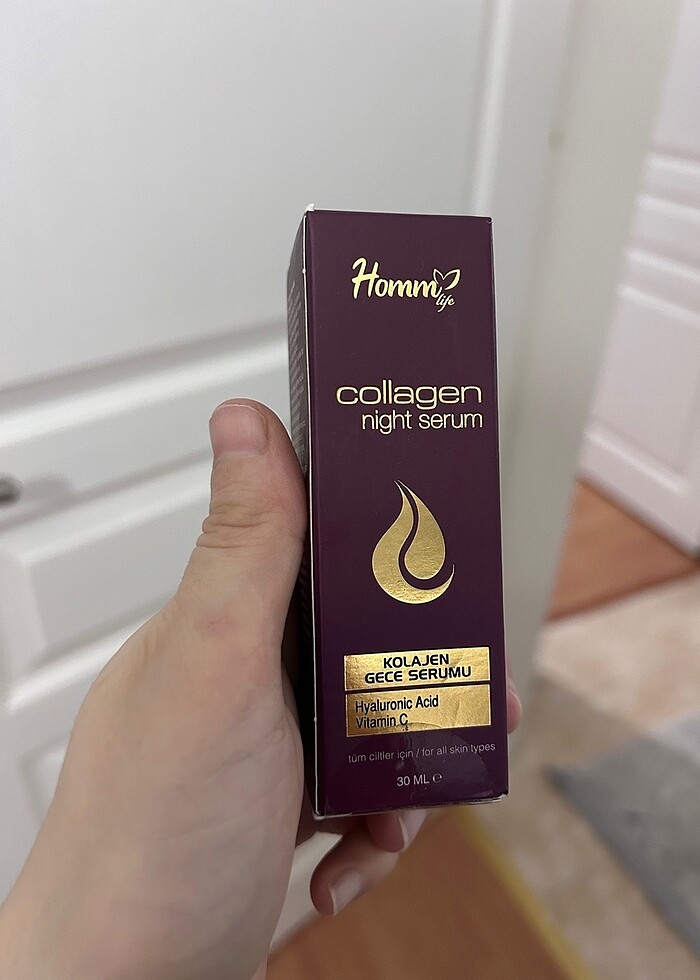 Homm
life
collagen
night serum
KOLAJEN
GECE SERUMU
Hyaluronic Acid
Vitamin C
tüm ciltler için / for all skin types
30 ML ℮